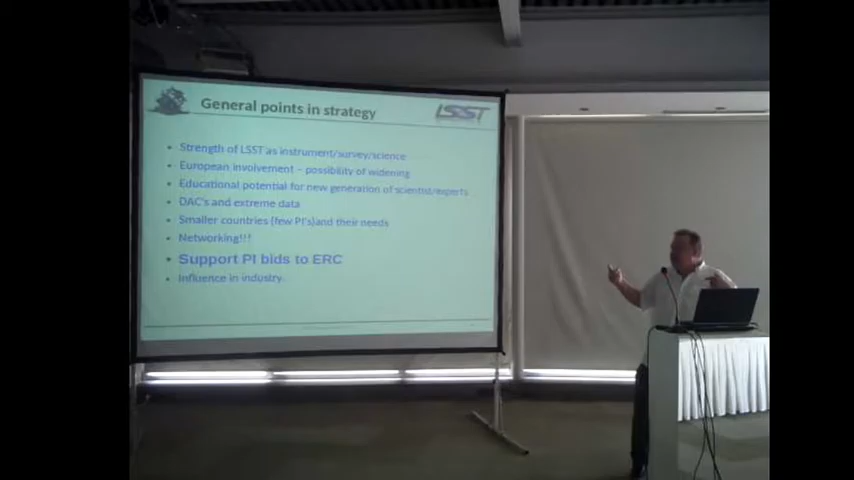 General points in strategy
LSST
Strength of LSST as instrument/survey/science
European involvement – possibility of widening
Educational potential for new generation of scientist/experts
DAC's and extreme data
Smaller countries (few PI's)and their needs
Networking!!!
Support PI bids to ERC
Influence in industry.